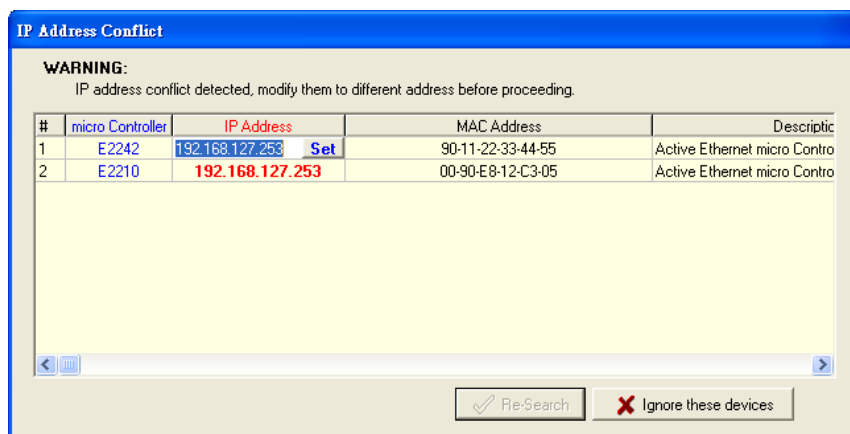 IP Address Conflict
WARNING:
IP address conflict detected, modify them to different address before proceeding.
# micro Controller IP Address MAC Address Descriptic
1 E2242 192.168.127.253 Set 90-11-22-33-44-55 Active Ethernet micro Contro
2 E2210 192.168.127.253 00-90-E8-12-C3-05 Active Ethernet micro Contro
Re-Search Ignore these devices